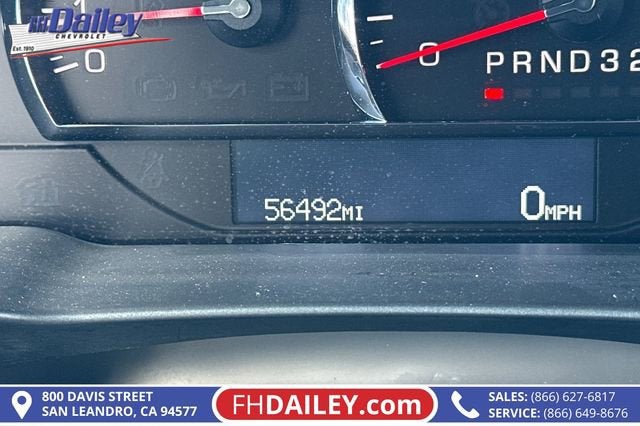 FH Dailey
CHEVROLET
Est. 1910
1
0
0
PRND32
56492MI
0MPH
800 DAVIS STREET
SAN LEANDRO, CA 94577
FHDAILEY.com
SALES: (866) 627-6817
SERVICE: (866) 649-8676